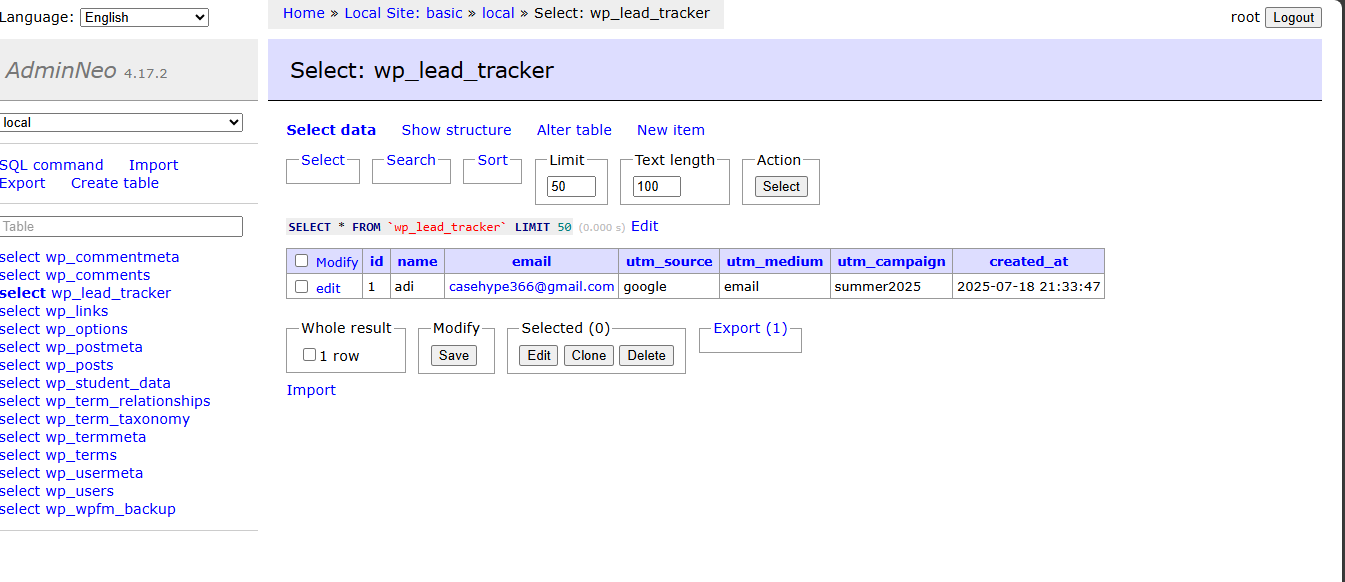 Language: English
Home » Local Site: basic » local » Select: wp_lead_tracker
root Logout
AdminNeo 4.17.2
Select: wp_lead_tracker
local
SQL command Import
Export Create table
Table
select wp_commentmeta
select wp_comments
select wp_lead_tracker
select wp_links
select wp_options
select wp_postmeta
select wp_posts
select wp_student_data
select wp_term_relationships
select wp_term_taxonomy
select wp_termmeta
select wp_terms
select wp_usermeta
select wp_users
select wp_wpfm_backup
Select data Show structure Alter table New item
Select Search Sort Limit Text length Action
50 100 Select
SELECT * FROM `wp_lead_tracker` LIMIT 50 (0.000 s) Edit
Modify id name email utm_source utm_medium utm_campaign created_at
edit 1 adi casehype366@gmail.com google email summer2025 2025-07-18 21:33:47
Whole result Modify Selected (0) Export (1)
1 row Save Edit Clone Delete
Import